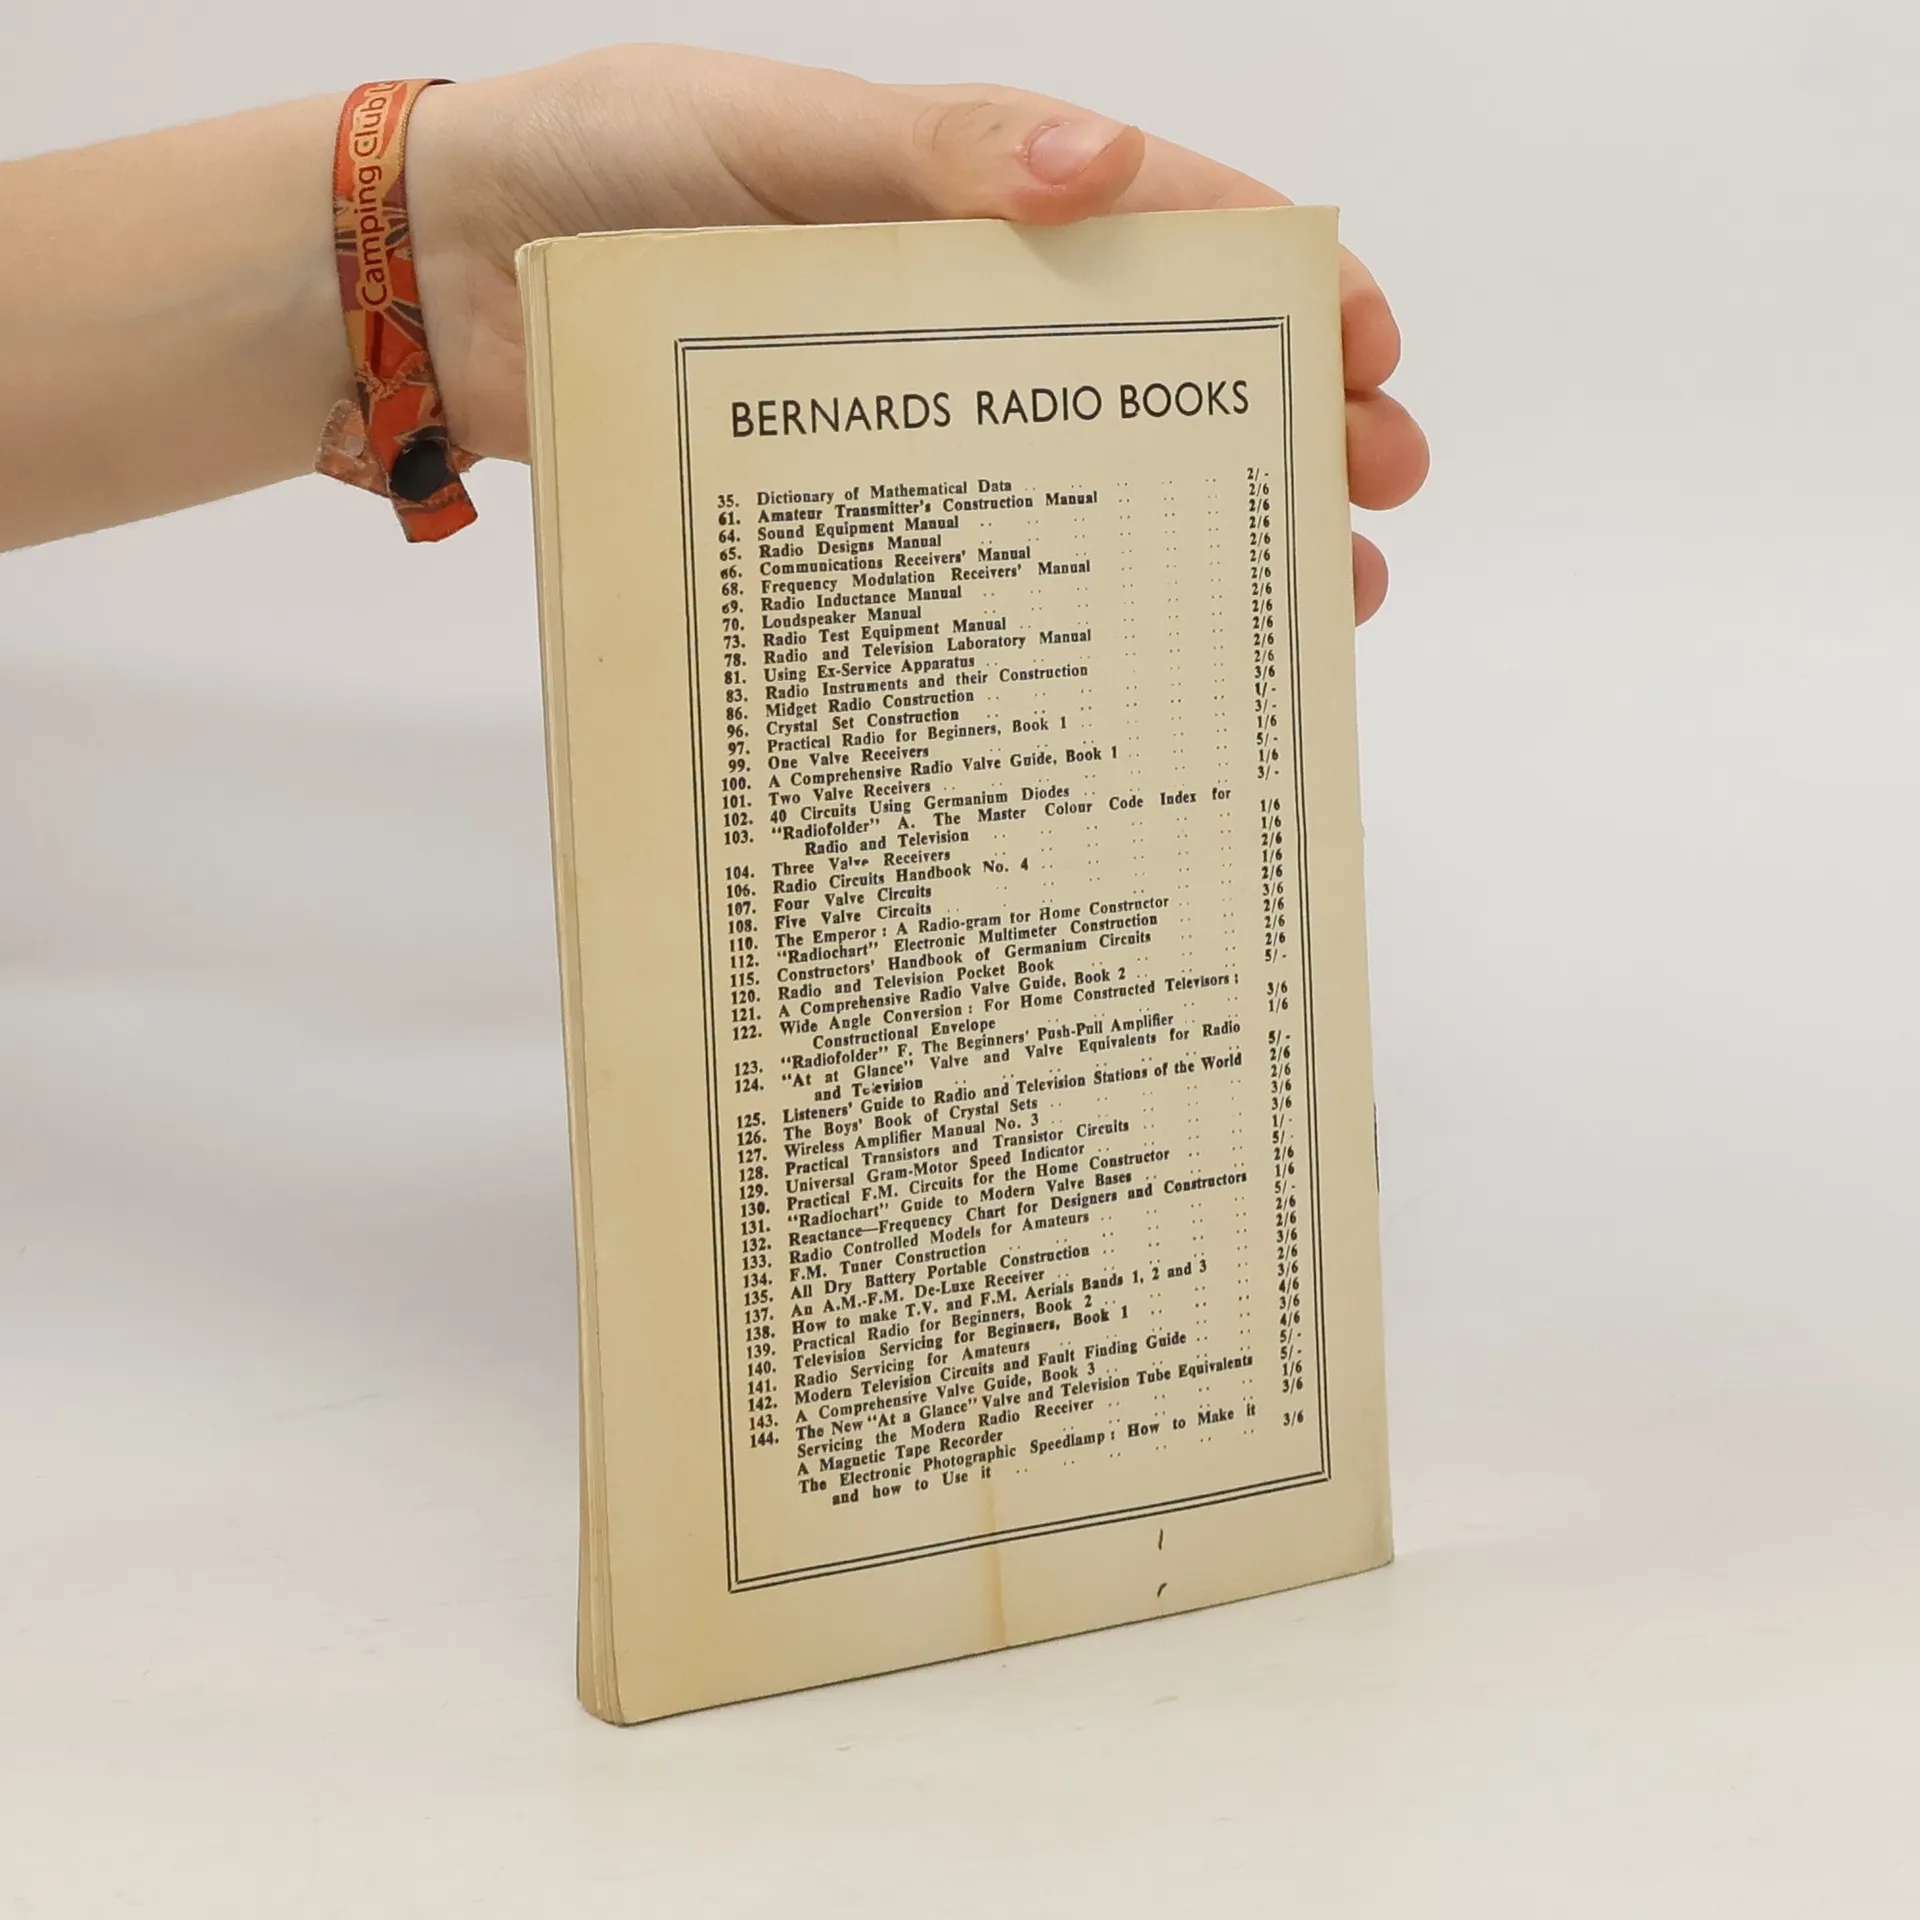 Camping Club
BERNARDS RADIO BOOKS
35. Dictionary of Mathematical Data .. .. .. .. .. 2/-
61. Amateur Transmitter's Construction Manual .. .. .. 2/6
64. Sound Equipment Manual .. .. .. .. .. .. 2/6
65. Radio Designs Manual .. .. .. .. .. .. 2/6
66. Communications Receivers' Manual .. .. .. .. 2/6
68. Frequency Modulation Receivers' Manual .. .. .. 2/6
69. Radio Inductance Manual .. .. .. .. .. .. 2/6
70. Loudspeaker Manual .. .. .. .. .. .. 2/6
73. Radio Test Equipment Manual .. .. .. .. .. 2/6
78. Radio and Television Laboratory Manual .. .. .. 2/6
81. Using Ex-Service Apparatus .. .. .. .. .. .. 2/6
83. Radio Instruments and their Construction .. .. .. 2/6
86. Midget Radio Construction .. .. .. .. .. .. 3/6
96. Crystal Set Construction .. .. .. .. .. .. 1/-
97. Practical Radio for Beginners, Book 1 .. .. .. .. 3/-
99. One Valve Receivers .. .. .. .. .. .. 1/6
100. A Comprehensive Radio Valve Guide, Book 1 .. .. .. 5/-
101. Two Valve Receivers .. .. .. .. .. .. .. 1/6
102. 40 Circuits Using Germanium Diodes .. .. .. .. 3/-
103. "Radiofolder" A. The Master Colour Code Index for
Radio and Television .. .. .. .. .. .. 1/6
104. Three Valve Receivers .. .. .. .. .. .. 1/6
106. Radio Circuits Handbook No. 4 .. .. .. .. .. 2/6
107. Four Valve Circuits .. .. .. .. .. .. 1/6
108. Five Valve Circuits .. .. .. .. .. .. 2/6
110. The Emperor : A Radio-gram for Home Constructor .. .. 3/6
112. "Radiochart" Electronic Multimeter Construction .. .. 2/6
115. Constructors' Handbook of Germanium Circuits .. .. 2/6
120. Radio and Television Pocket Book .. .. .. .. 2/6
121. A Comprehensive Radio Valve Guide, Book 2 .. .. .. 5/-
122. Wide Angle Conversion : For Home Constructed Televisors :
Constructional Envelope .. .. .. .. .. 3/6
123. "Radiofolder" F. The Beginners' Push-Pull Amplifier .. .. 1/6
124. "At at Glance" Valve and Valve Equivalents for Radio
and Television .. .. .. .. .. .. .. 5/-
125. Listeners' Guide to Radio and Television Stations of the World 2/6
126. The Boys' Book of Crystal Sets .. .. .. .. .. 2/6
127. Wireless Amplifier Manual No. 3 .. .. .. .. .. 3/6
128. Practical Transistors and Transistor Circuits .. .. .. 3/6
129. Universal Gram-Motor Speed Indicator .. .. .. .. 1/-
130. Practical F.M. Circuits for the Home Constructor .. .. 5/-
131. "Radiochart" Guide to Modern Valve Bases .. .. .. 2/6
132. Reactance—Frequency Chart for Designers and Constructors 1/6
133. Radio Controlled Models for Amateurs .. .. .. .. 5/-
134. F.M. Tuner Construction .. .. .. .. .. .. 2/6
135. All Dry Battery Portable Construction .. .. .. .. 2/6
137. An A.M.-F.M. De-Luxe Receiver .. .. .. .. .. 3/6
138. How to make T.V. and F.M. Aerials Bands 1, 2 and 3 .. 2/6
139. Practical Radio for Beginners, Book 2 .. .. .. .. 3/6
140. Television Servicing for Beginners, Book 1 .. .. .. 4/6
141. Radio Servicing for Amateurs .. .. .. .. .. 3/6
142. Modern Television Circuits and Fault Finding Guide .. .. 4/6
143. A Comprehensive Valve Guide, Book 3 .. .. .. .. 5/-
144. The New "At a Glance" Valve and Television Tube Equivalents 5/-
Servicing the Modern Radio Receiver .. .. .. .. 1/6
A Magnetic Tape Recorder .. .. .. .. .. 3/6
The Electronic Photographic Speedlamp : How to Make it
and how to Use it .. .. .. .. .. .. 3/6